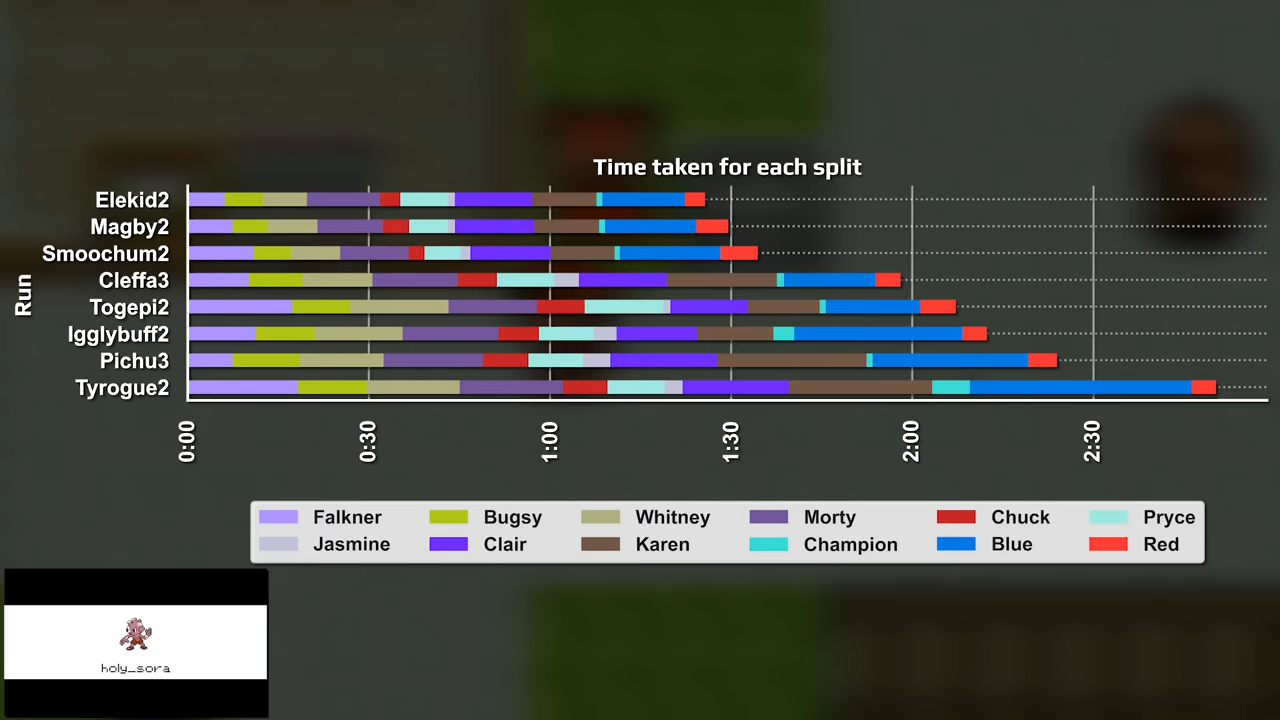 Time taken for each split
Run
Elekid2
Magby2
Smoochum2
Cleffa3
Togepi2
Igglybuff2
Pichu3
Tyrogue2
0:00 0:30 1:00 1:30 2:00 2:30
Falkner Bugsy Whitney Morty Chuck Pryce
Jasmine Clair Karen Champion Blue Red
holy_sora